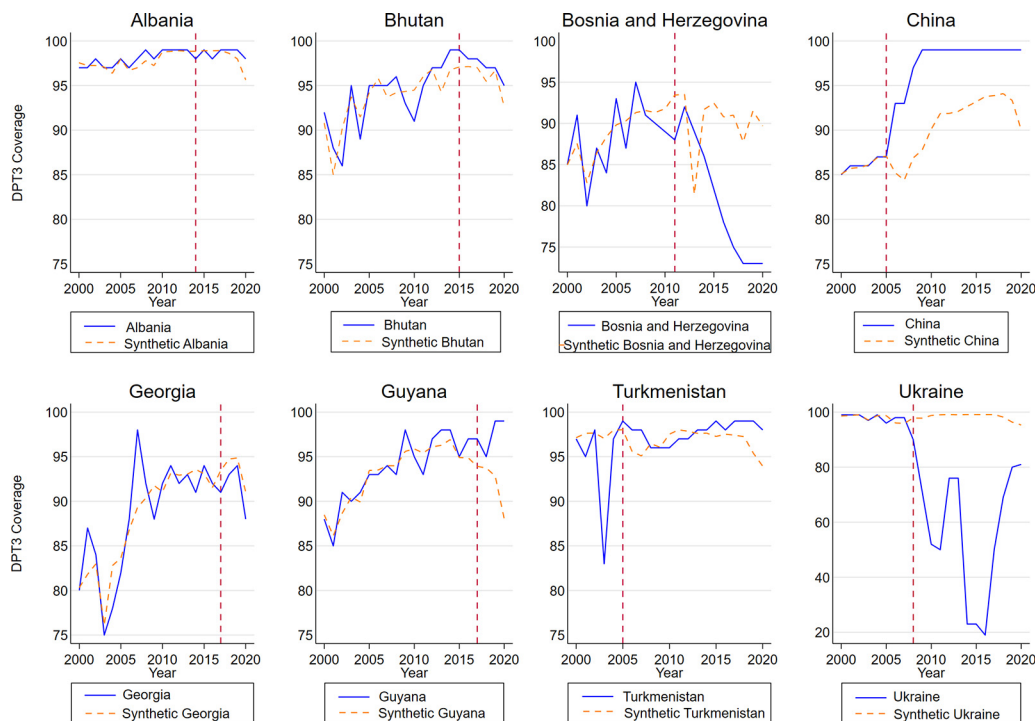 Albania
Bhutan
Bosnia and Herzegovina
China
DPT3 Coverage
100
95
90
85
80
75
2000 2005 2010 2015 2020
Year
Albania
Synthetic Albania
100
95
90
85
80
75
2000 2005 2010 2015 2020
Year
Bhutan
Synthetic Bhutan
100
95
90
85
80
75
2000 2005 2010 2015 2020
Year
Bosnia and Herzegovina
Synthetic Bosnia and Herzegovina
100
95
90
85
80
75
2000 2005 2010 2015 2020
Year
China
Synthetic China
Georgia
Guyana
Turkmenistan
Ukraine
DPT3 Coverage
100
95
90
85
80
75
2000 2005 2010 2015 2020
Year
Georgia
Synthetic Georgia
100
95
90
85
80
75
2000 2005 2010 2015 2020
Year
Guyana
Synthetic Guyana
100
95
90
85
80
75
2000 2005 2010 2015 2020
Year
Turkmenistan
Synthetic Turkmenistan
100
80
60
40
20
2000 2005 2010 2015 2020
Year
Ukraine
Synthetic Ukraine